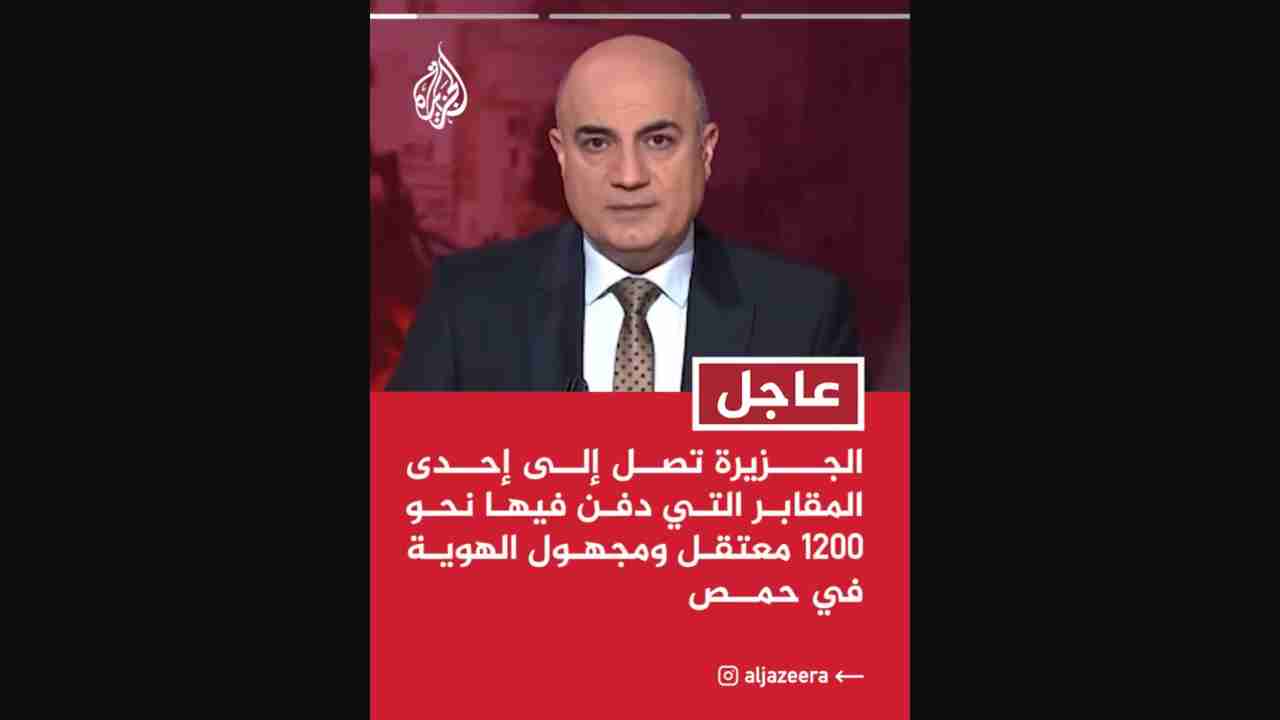 الجزيرة
عاجل
الجزيرة تصل إلى إحدى
المقابر التي دفن فيها نحو
1200 معتقل ومجهول الهوية
في حمص
aljazeera